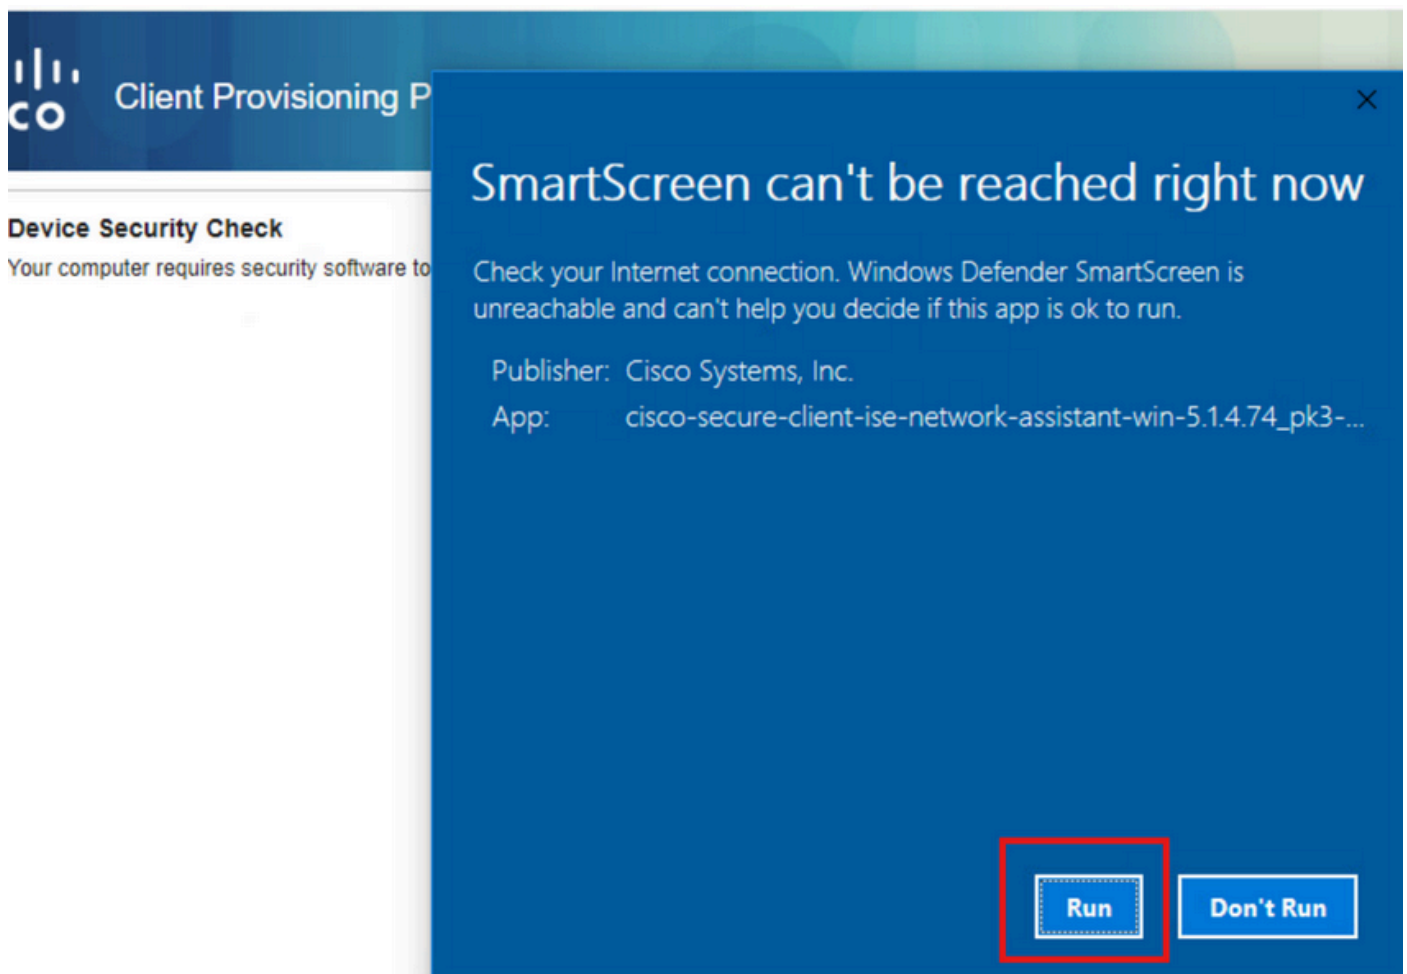 co
Client Provisioning P
Device Security Check
Your computer requires security software to
SmartScreen can't be reached right now
Check your Internet connection. Windows Defender SmartScreen is
unreachable and can't help you decide if this app is ok to run.
Publisher: Cisco Systems, Inc.
App: cisco-secure-client-ise-network-assistant-win-5.1.4.74_pk3-...
Run
Don't Run